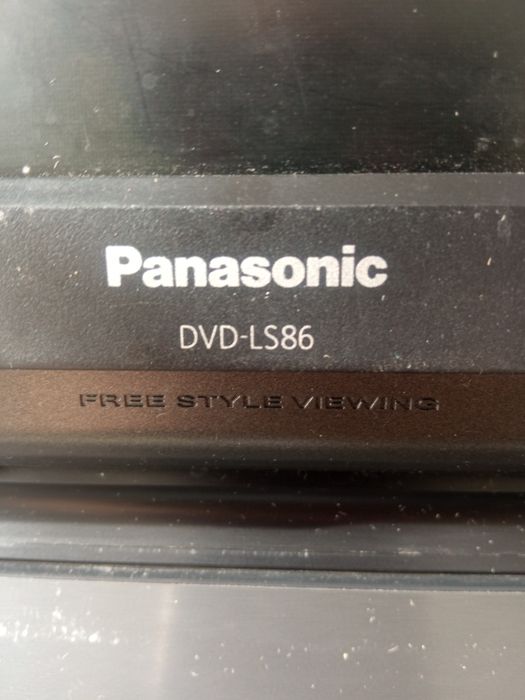 Panasonic
DVD-LS86
FREE STYLE VIEWING